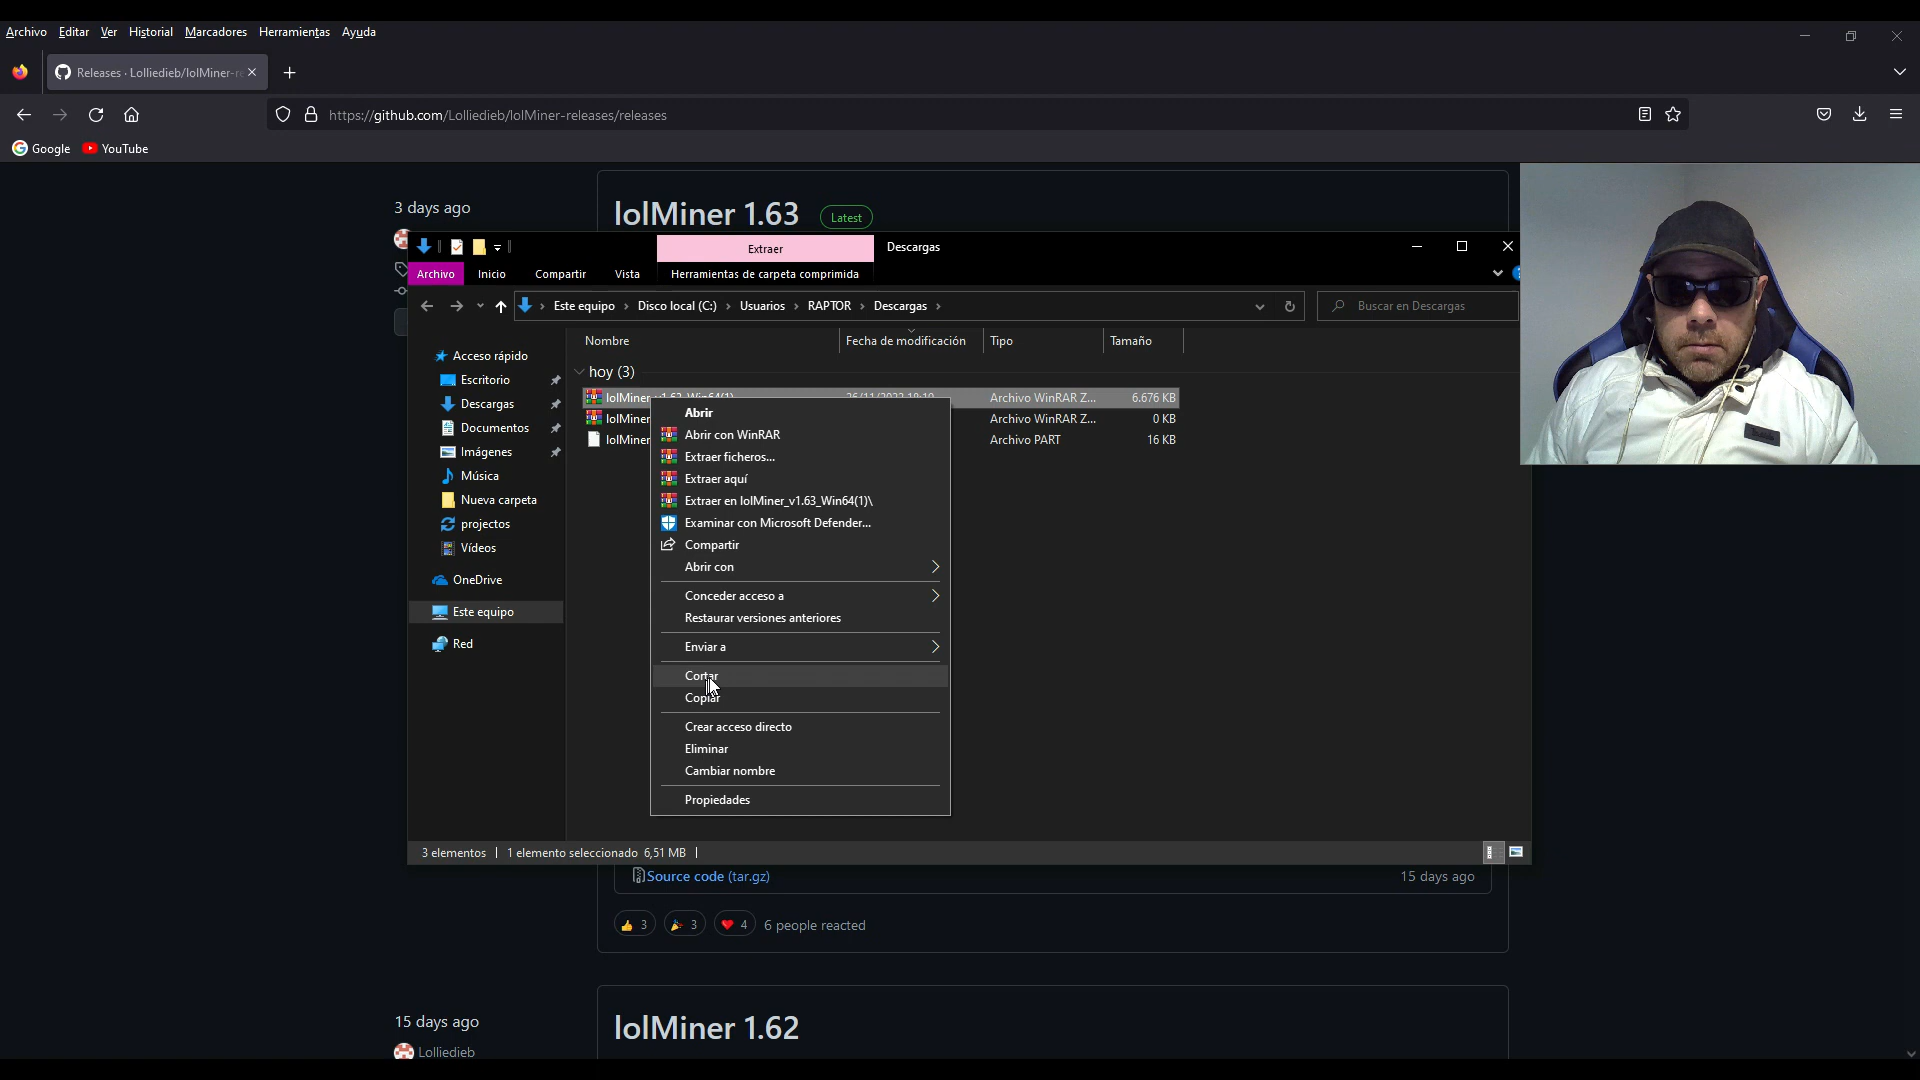 Archivo Editar Ver Historial Marcadores Herramientas Ayuda
Releases · Lolliedieb/lolMiner-re
https://github.com/Lolliedieb/lolMiner-releases/releases
Google YouTube
3 days ago
lolMiner 1.63 Latest
Extraer Descargas
Archivo Inicio Compartir Vista Herramientas de carpeta comprimida
Este equipo Disco local (C:) Usuarios RAPTOR Descargas Buscar en Descargas
Nombre Fecha de modificación Tipo Tamaño
hoy (3)
Acceso rápido
Escritorio
Descargas
Documentos
Imágenes
Música
Nueva carpeta
projectos
Vídeos
OneDrive
Este equipo
Red
Archivo WinRAR Z... 6.676 KB
lolMiner Archivo WinRAR Z... 0 KB
lolMiner Archivo PART 16 KB
Abrir
Abrir con WinRAR
Extraer ficheros...
Extraer aquí
Extraer en lolMiner_v1.63_Win64(1)\
Examinar con Microsoft Defender...
Compartir
Abrir con
Conceder acceso a
Restaurar versiones anteriores
Enviar a
Cortar
Copiar
Crear acceso directo
Eliminar
Cambiar nombre
Propiedades
3 elementos 1 elemento seleccionado 6,51 MB
Source code (tar.gz) 15 days ago
3 3 4 6 people reacted
15 days ago
lolMiner 1.62
Lolliedieb